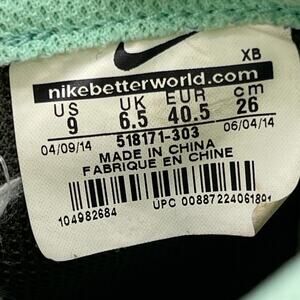 XB
nikebetterworld.com
US UK EUR cm
9 6.5 40.5 26
04/09/14 518171-303 06/04/14
MADE IN CHINA
FABRIQUE EN CHINE
104982684 UPC 00887224061891